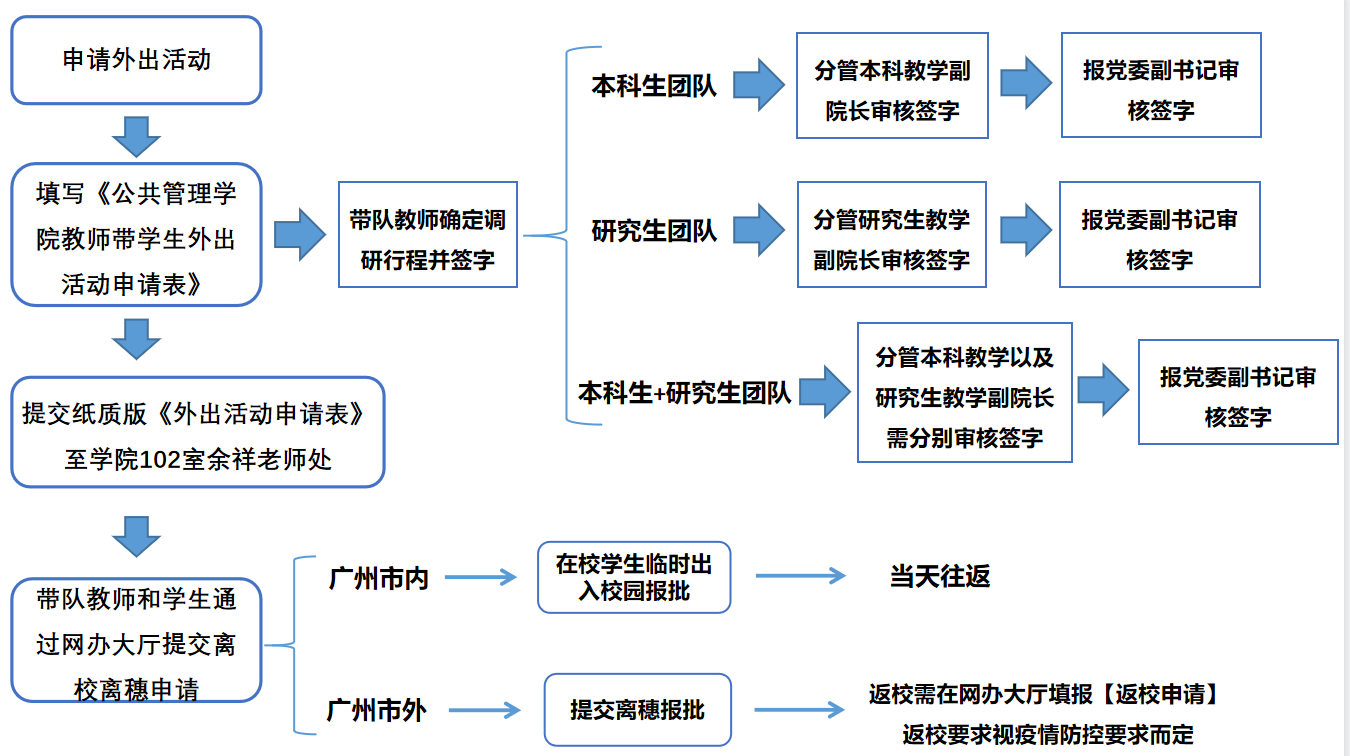 申请外出活动
填写《公共管理学
院教师带学生外出
活动申请表》
带队教师确定调
研行程并签字
本科生团队
分管本科教学副
院长审核签字
报党委副书记审
核签字
研究生团队
分管研究生教学
副院长审核签字
报党委副书记审
核签字
本科生+研究生团队
分管本科教学以及
研究生教学副院长
需分别审核签字
报党委副书记审
核签字
提交纸质版《外出活动申请表》
至学院102室余祥老师处
带队教师和学生通
过网办大厅提交离
校离穗申请
广州市内
在校学生临时出
入校园报批
当天往返
广州市外
提交离穗报批
返校需在网办大厅填报【返校申请】
返校要求视疫情防控要求而定